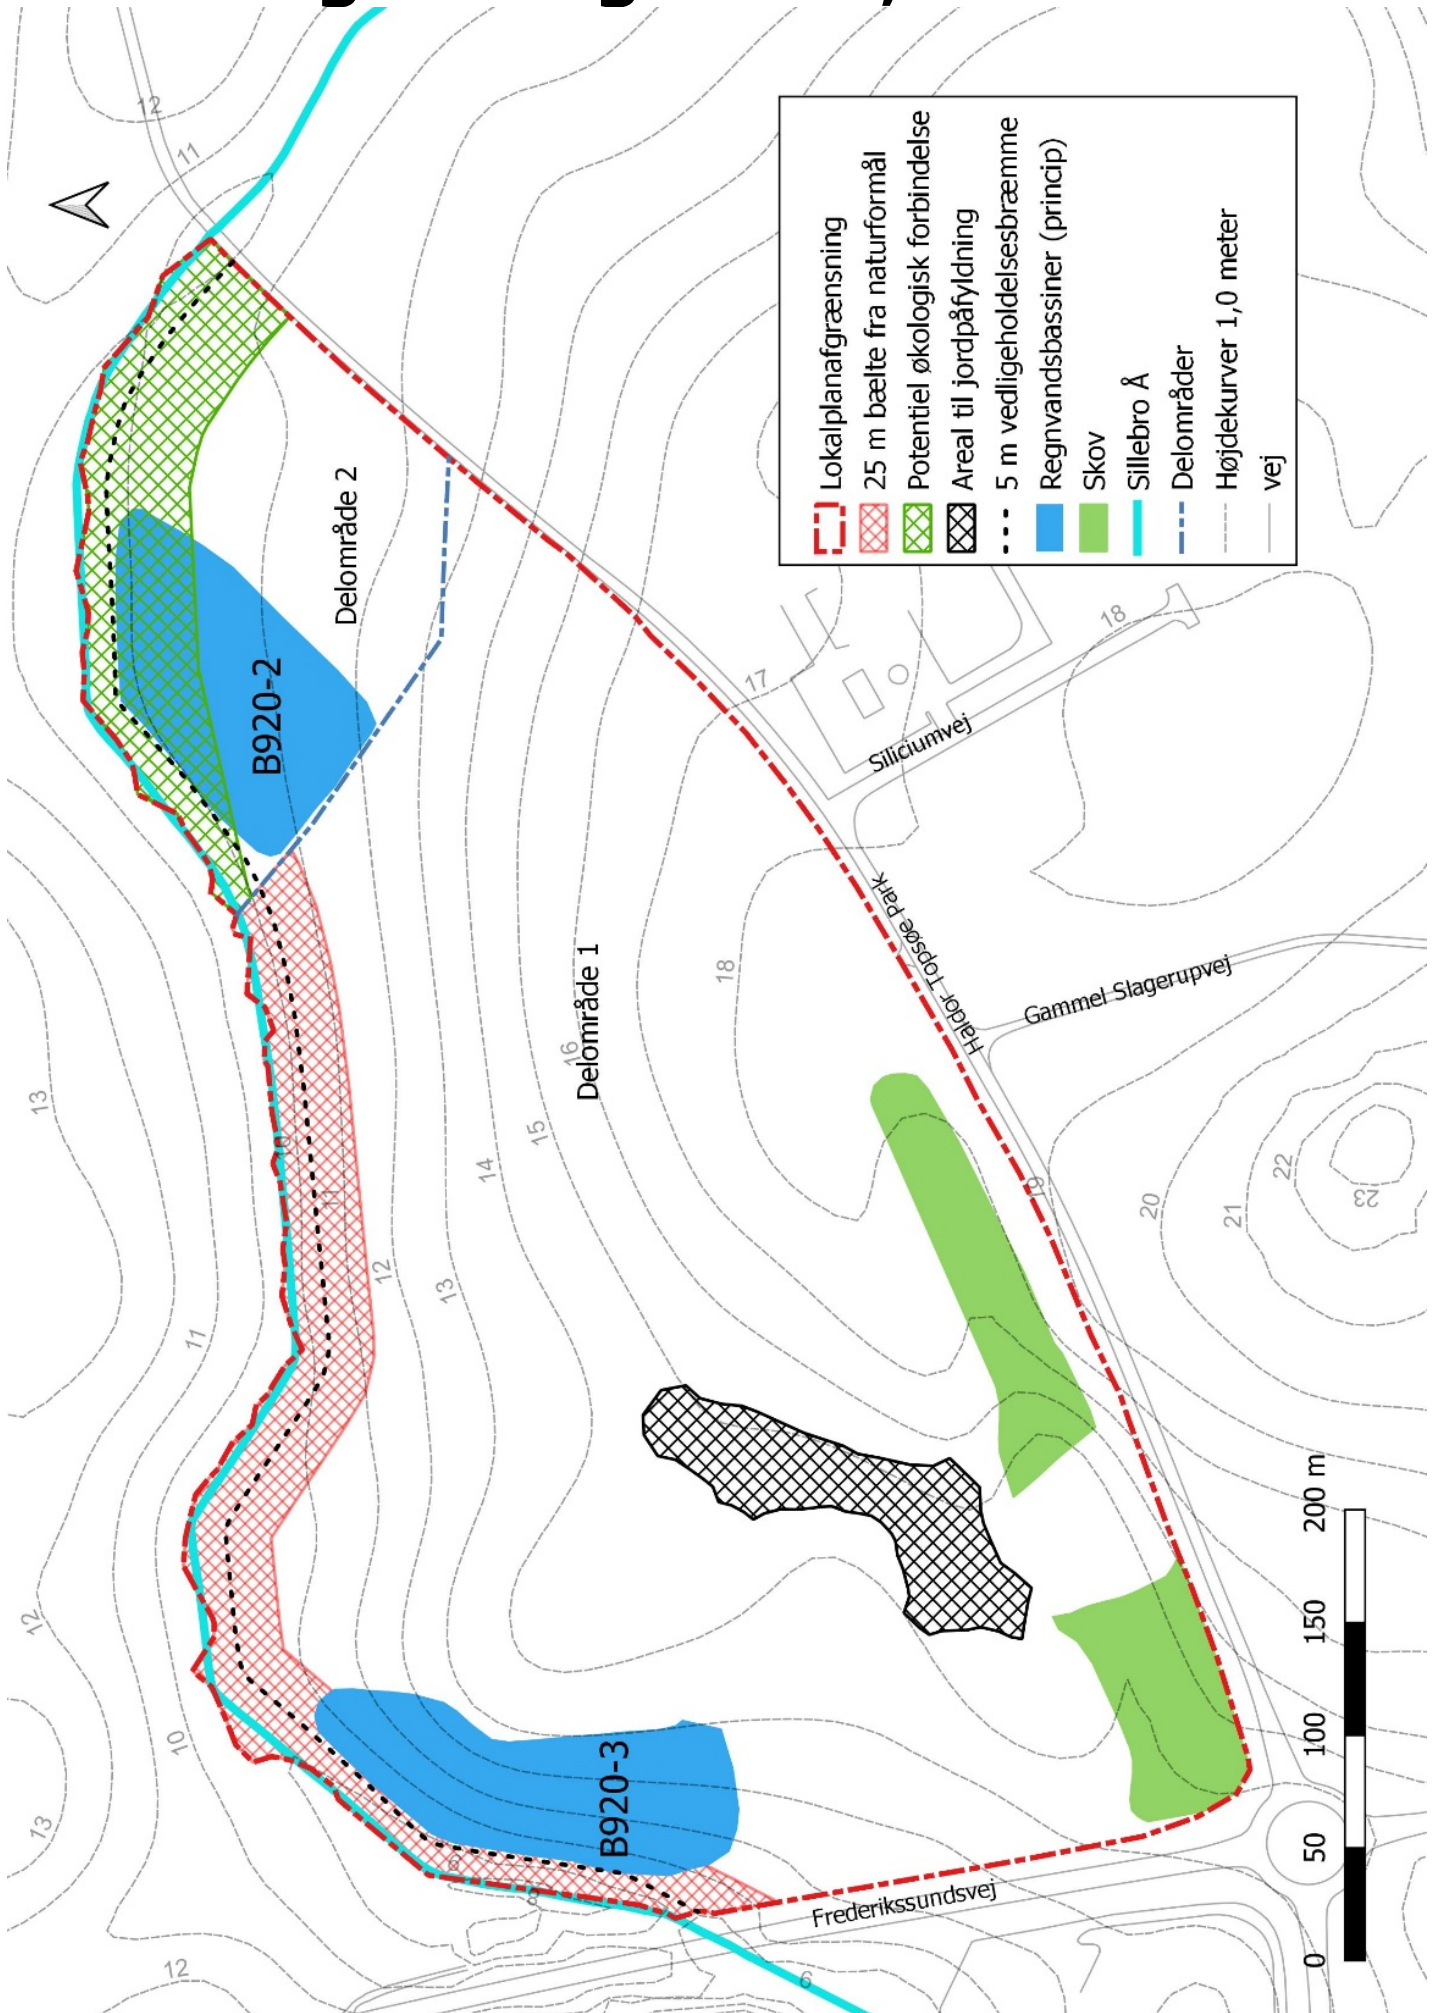 Lokalplanafgrænsning
25 m bælte fra naturformål
Potentiel økologisk forbindelse
Areal til jordpåfyldning
5 m vedligeholdelsesbræmme
Regnvandsbassiner (princip)
Skov
Sillebro Å
Delområder
Højdekurver 1,0 meter
vej
Delområde 2
B920-2
Delområde 1
B920-3
Siliciumvej
Haldor Topsøe Park
Gammel Slagerupvej
Frederikssundsvej
0 50 100 150 200 m
12
11
13
11
12
10
13
12
10
11
12
13
14
15
16
18
17
18
19
20
21
22
23
6